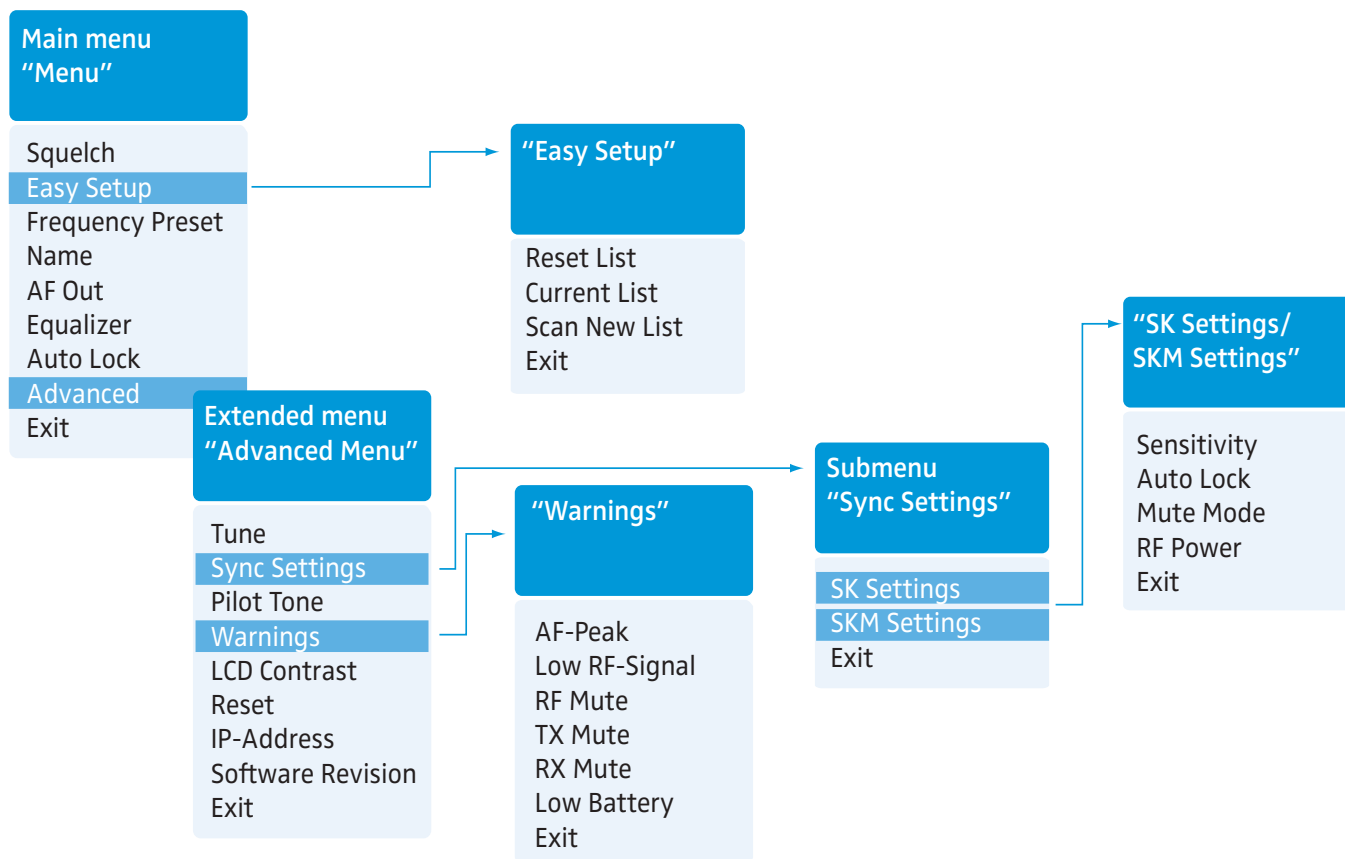 Main menu
"Menu"
Squelch
Easy Setup
Frequency Preset
Name
AF Out
Equalizer
Auto Lock
Advanced
Exit
"Easy Setup"
Reset List
Current List
Scan New List
Exit
Extended menu
"Advanced Menu"
Tune
Sync Settings
Pilot Tone
Warnings
LCD Contrast
Reset
IP-Address
Software Revision
Exit
"Warnings"
AF-Peak
Low RF-Signal
RF Mute
TX Mute
RX Mute
Low Battery
Exit
Submenu
"Sync Settings"
SK Settings
SKM Settings
Exit
"SK Settings/
SKM Settings"
Sensitivity
Auto Lock
Mute Mode
RF Power
Exit